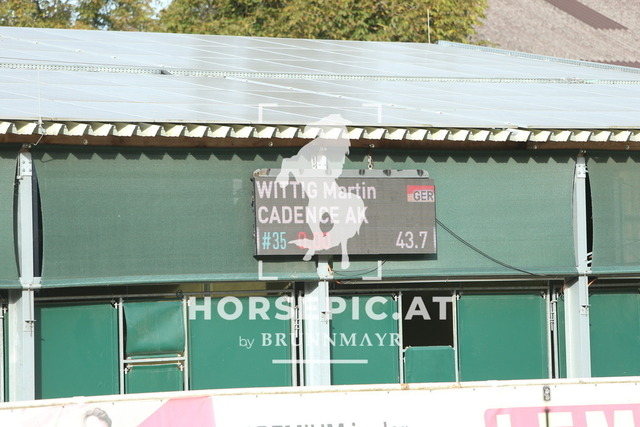 WITTIG Martin GER
CADENCE AK
#35 43.7
HORSEPIC.AT
by BRUNNMAYR